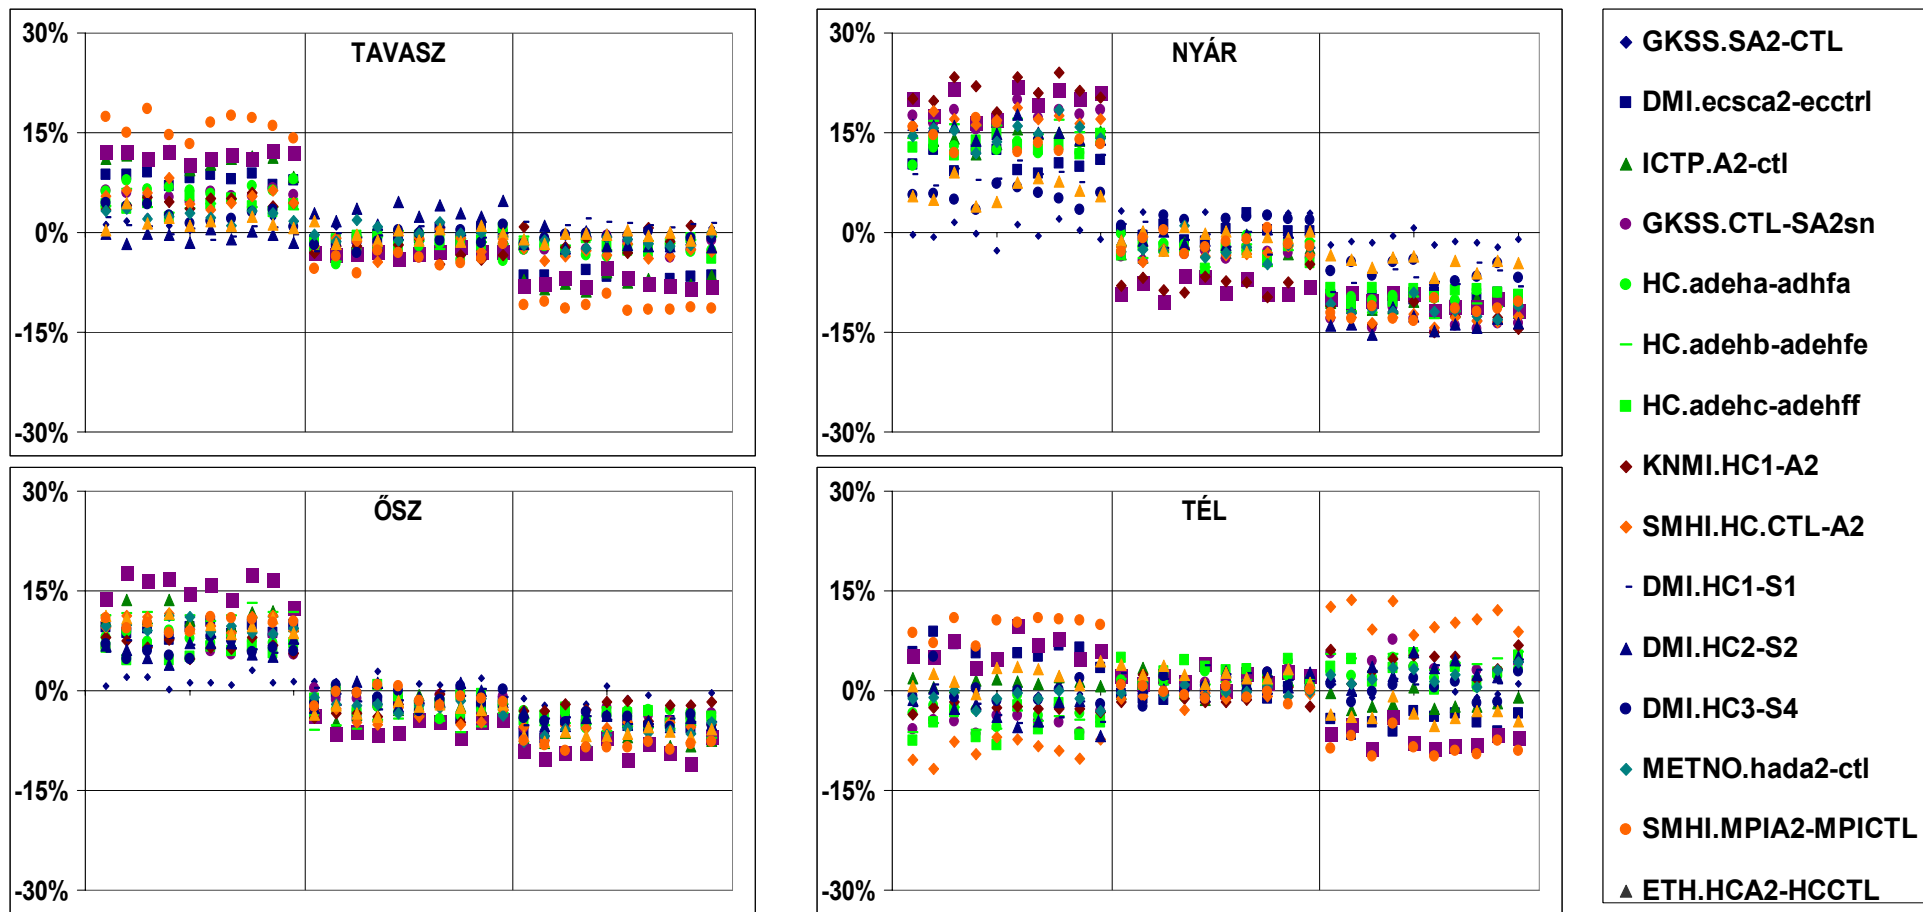 30%
15%
0%
-15%
-30%
TAVASZ
30%
15%
0%
-15%
-30%
NYÁR
30%
15%
0%
-15%
-30%
ŐSZ
30%
15%
0%
-15%
-30%
TÉL
GKSS.SA2-CTL
DMI.ecsca2-ecctrl
ICTP.A2-ctl
GKSS.CTL-SA2sn
HC.adeha-adhfa
HC.adehb-adehfe
HC.adehc-adehff
KNMI.HC1-A2
SMHI.HC.CTL-A2
DMI.HC1-S1
DMI.HC2-S2
DMI.HC3-S4
METNO.hada2-ctl
SMHI.MPIA2-MPICTL
ETH.HCA2-HCCTL